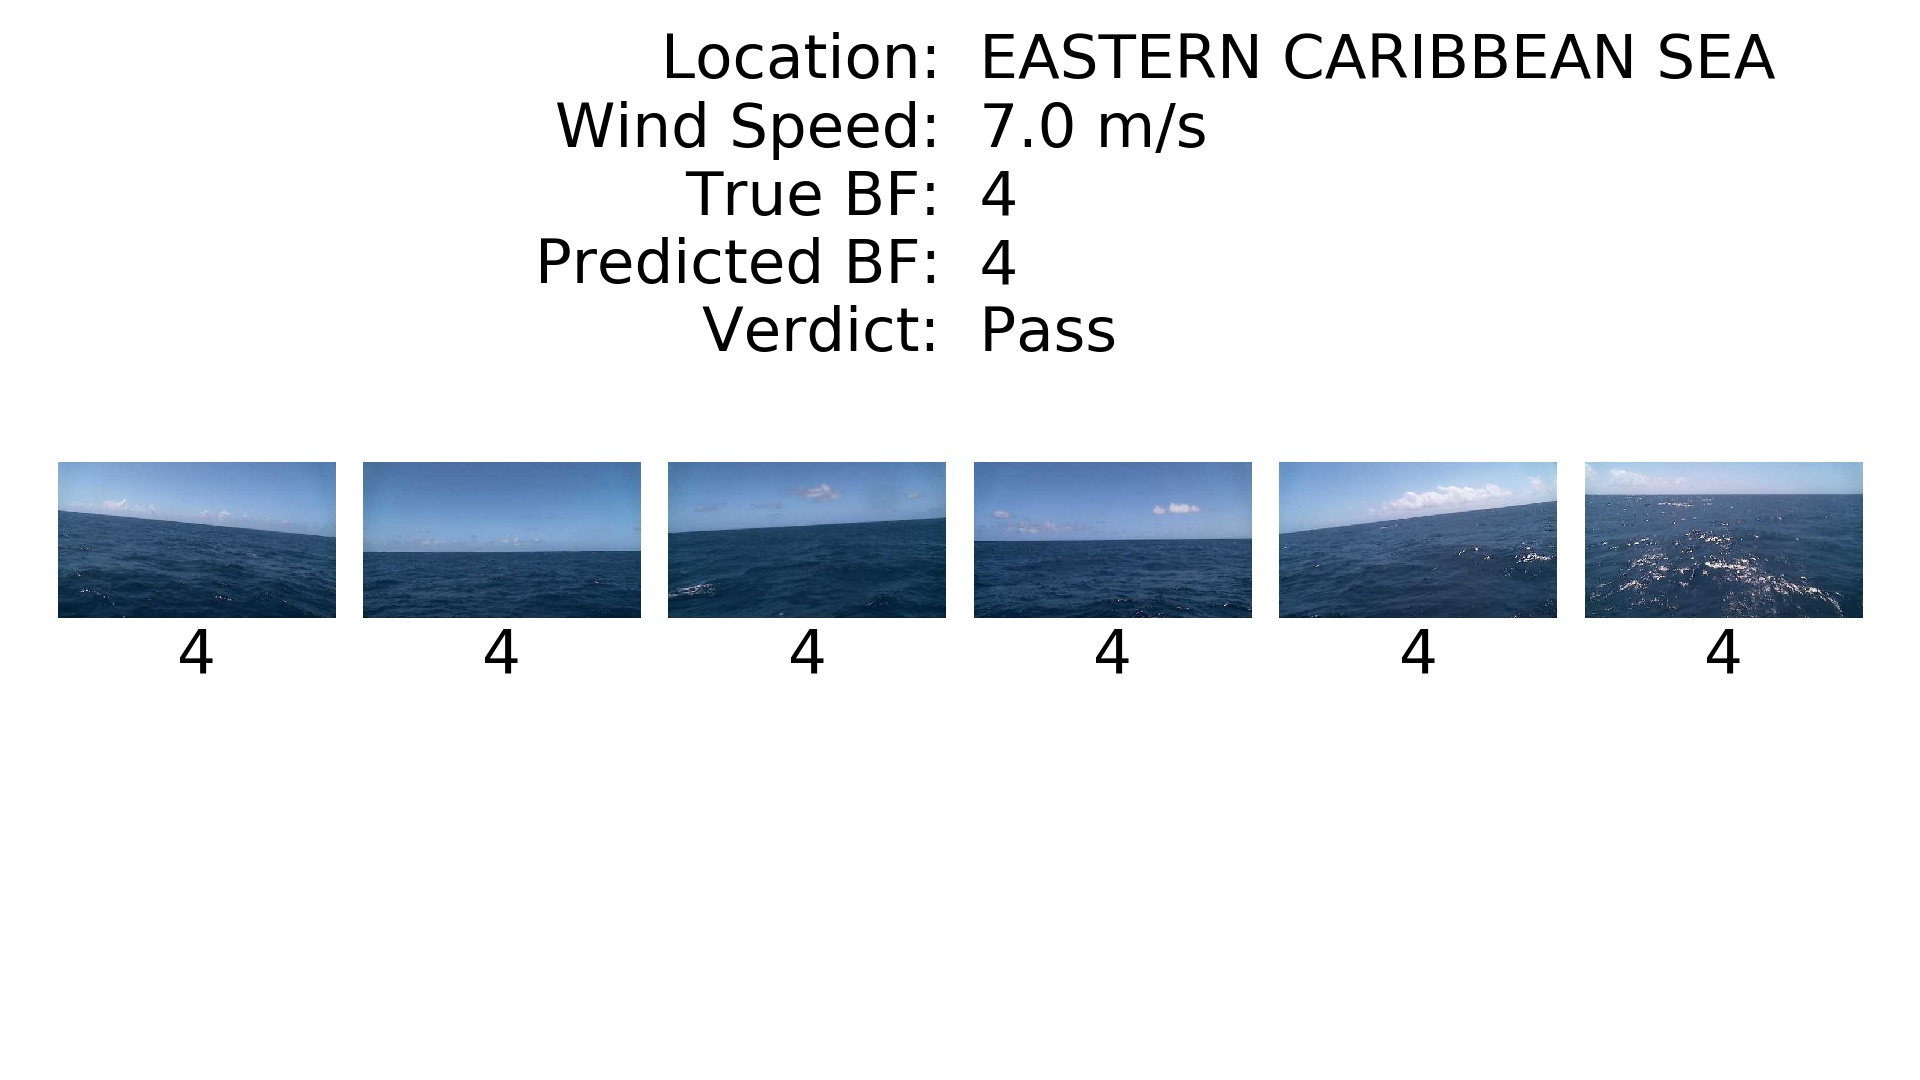 Location: EASTERN CARIBBEAN SEA
Wind Speed: 7.0 m/s
True BF: 4
Predicted BF: 4
Verdict: Pass
4 4 4 4 4 4